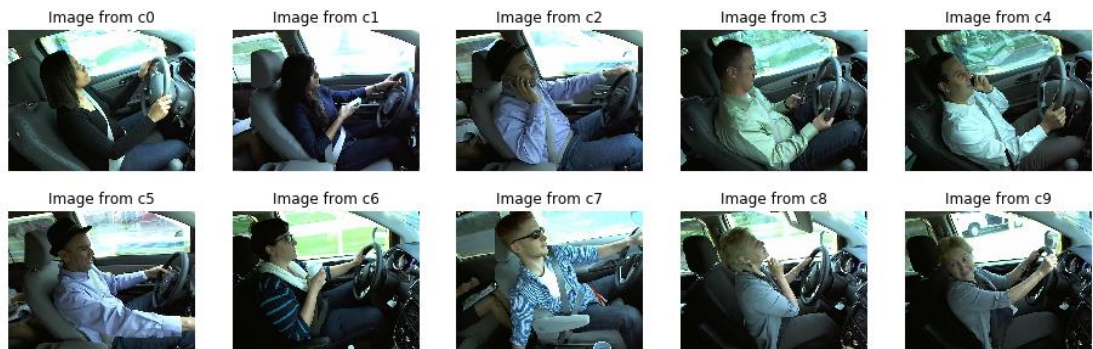 Image from c0
Image from c1
Image from c2
Image from c3
Image from c4
Image from c5
Image from c6
Image from c7
Image from c8
Image from c9